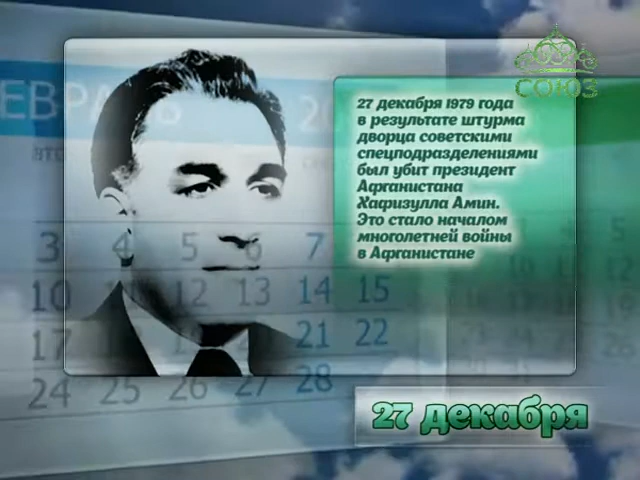 СОЮЗ
27 декабря 1979 года
в результате штурма
дворца советскими
спецподразделениями
был убит президент
Афганистана
Хафизулла Амин.
Это стало началом
многолетней войны
в Афганистане
3 4 5 6 7
10 11 12 13 14 15
17 20 21 22
24 25 26 27 28
27 декабря